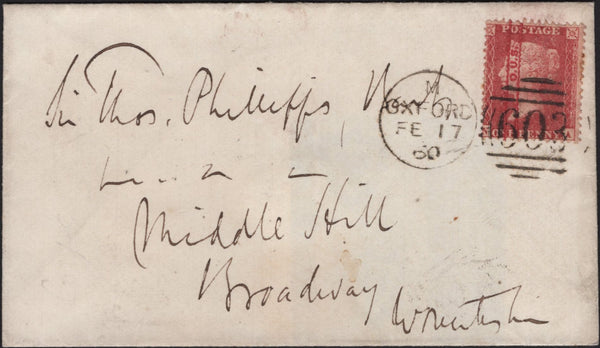 POSTAGE
O.U.S.
Sir Thos. Phillipps, Bart
M
OXFORD
FE 17
60
603
Middle Hill
Broadway
Worcestershire